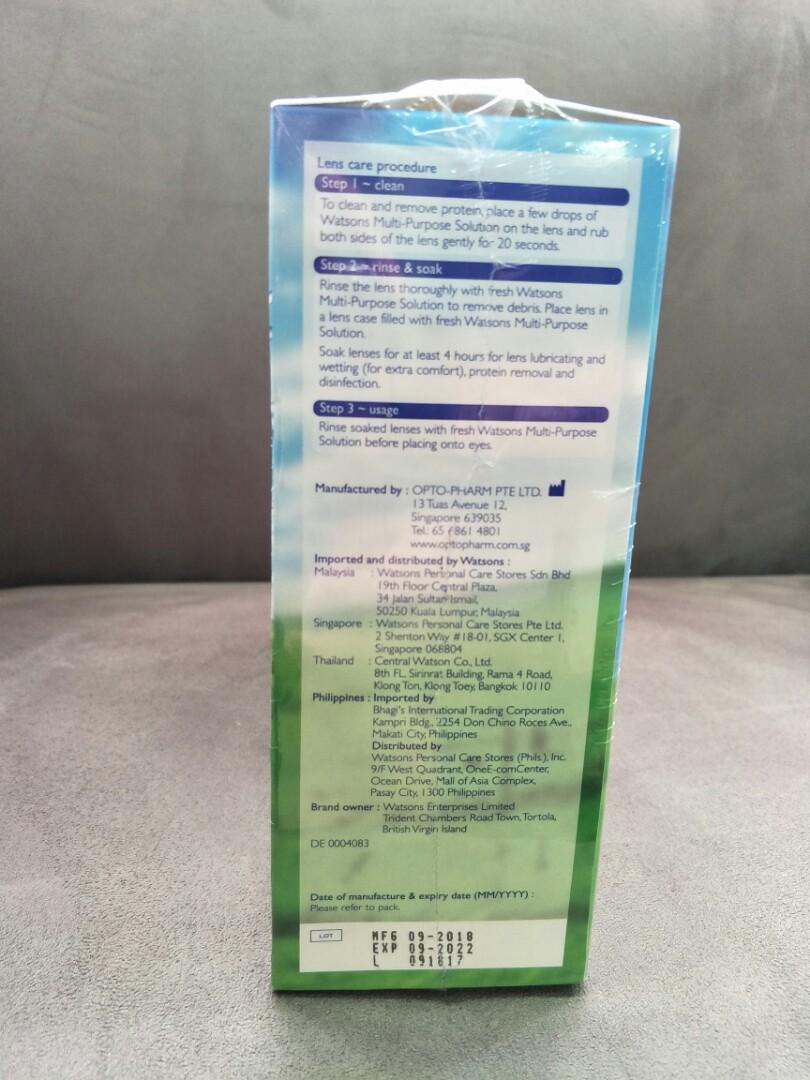 Lens care procedure
Step 1 ~ clean
To clean and remove protein, place a few drops of
Watsons Multi-Purpose Solution on the lens and rub
both sides of the lens gently for 20 seconds.
Step 2 ~ rinse & soak
Rinse the lens thoroughly with fresh Watsons
Multi-Purpose Solution to remove debris. Place lens in
a lens case filled with fresh Watsons Multi-Purpose
Solution.
Soak lenses for at least 4 hours for lens lubricating and
wetting (for extra comfort), protein removal and
disinfection.
Step 3 ~ usage
Rinse soaked lenses with fresh Watsons Multi-Purpose
Solution before placing onto eyes.
Manufactured by : OPTO-PHARM PTE LTD.
13 Tuas Avenue 12,
Singapore 639035
Tel.: 65 6861 4801
www.optopharm.com.sg
Imported and distributed by Watsons :
Malaysia : Watsons Personal Care Stores Sdn Bhd
19th Floor Central Plaza,
34 Jalan Sultan Ismail,
50250 Kuala Lumpur, Malaysia
Singapore : Watsons Personal Care Stores Pte Ltd.
2 Shenton Way #18-01, SGX Center 1,
Singapore 068804
Thailand : Central Watson Co., Ltd.
8th FL. Sirinrat Building, Rama 4 Road,
Klong Ton, Klong Toey, Bangkok 10110
Philippines : Imported by
Bhagi's International Trading Corporation
Kampri Bldg., 2254 Don Chino Roces Ave.,
Makati City, Philippines
Distributed by
Watsons Personal Care Stores (Phils.), Inc.
9/F West Quadrant, OneE-comCenter,
Ocean Drive, Mall of Asia Complex,
Pasay City, 1300 Philippines
Brand owner : Watsons Enterprises Limited
Trident Chambers Road Town, Tortola,
British Virgin Island
DE 0004083
Date of manufacture & expiry date (MM/YYYY) :
Please refer to pack.
LOT
MFG 09-2018
EXP 09-2022
L 091817